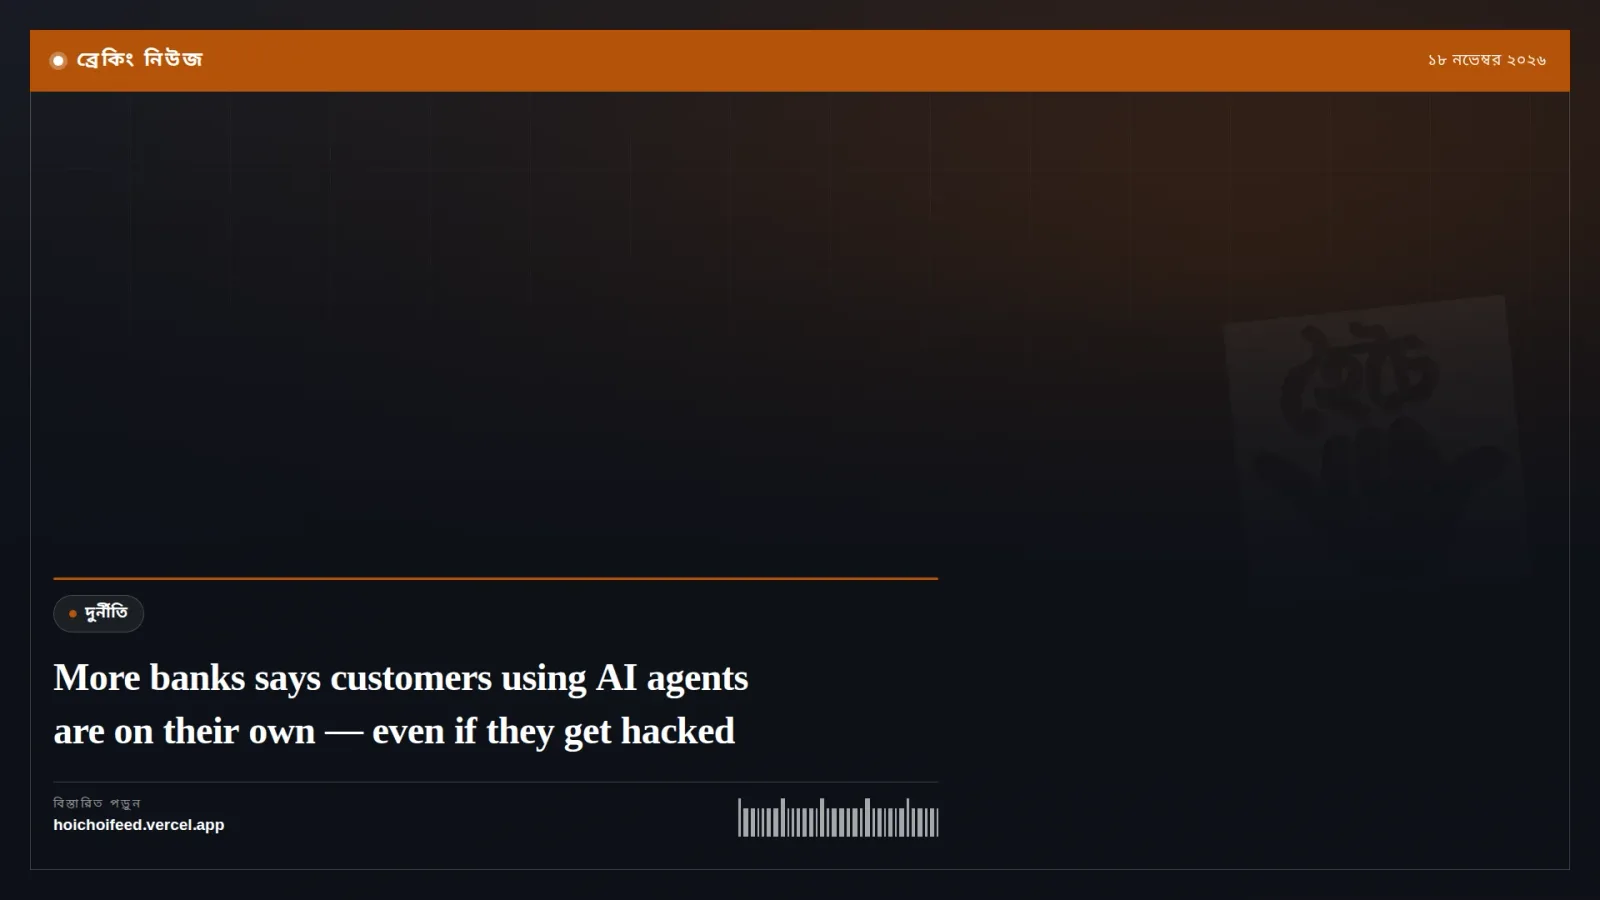 ব্রেকিং নিউজ
১৮ নভেম্বর ২০২৬
হৈচৈ
দুর্নীতি
More banks says customers using AI agents
are on their own — even if they get hacked
বিস্তারিত পড়ুন
hoichoifeed.vercel.app